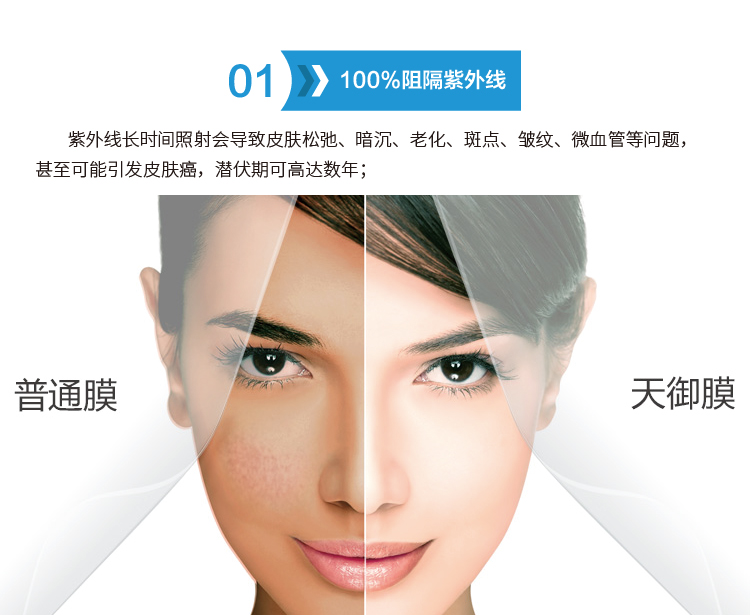 01 100%阻隔紫外线
紫外线长时间照射会导致皮肤松弛、暗沉、老化、斑点、皱纹、微血管等问题，
甚至可能引发皮肤癌，潜伏期可高达数年；
普通膜
天御膜